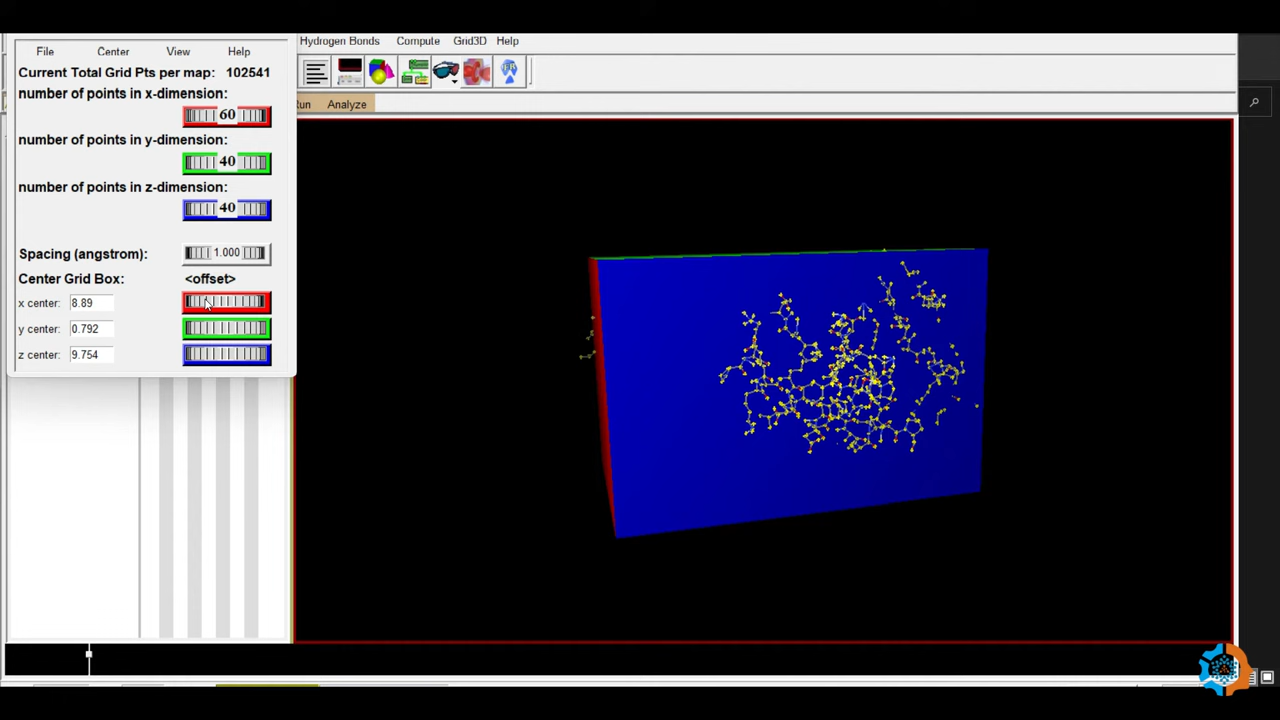 Hydrogen Bonds Compute Grid3D Help
File Center View Help
Current Total Grid Pts per map: 102541
number of points in x-dimension:
60
Run Analyze
number of points in y-dimension:
40
number of points in z-dimension:
40
Spacing (angstrom): 1.000
Center Grid Box: <offset>
x center: 8.89
y center: 0.792
z center: 9.754